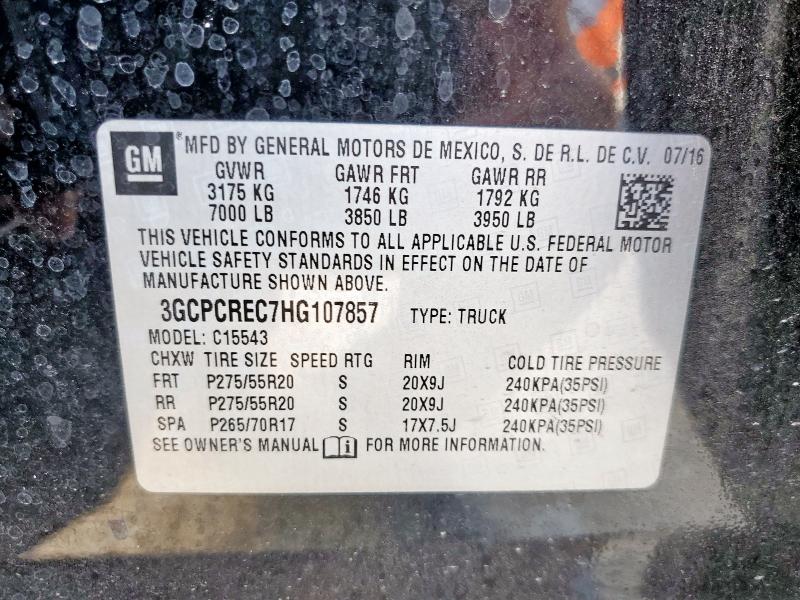 GM ® MFD BY GENERAL MOTORS DE MEXICO, S. DE R.L. DE C.V. 07/16
GVWR GAWR FRT GAWR RR
3175 KG 1746 KG 1792 KG
7000 LB 3850 LB 3950 LB
THIS VEHICLE CONFORMS TO ALL APPLICABLE U.S. FEDERAL MOTOR
VEHICLE SAFETY STANDARDS IN EFFECT ON THE DATE OF
MANUFACTURE SHOWN ABOVE.
3GCPCREC7HG107857 TYPE: TRUCK
MODEL: C15543
CHXW TIRE SIZE SPEED RTG RIM COLD TIRE PRESSURE
FRT P275/55R20 S 20X9J 240KPA(35PSI)
RR P275/55R20 S 20X9J 240KPA(35PSI)
SPA P265/70R17 S 17X7.5J 240KPA(35PSI)
SEE OWNER'S MANUAL i FOR MORE INFORMATION.